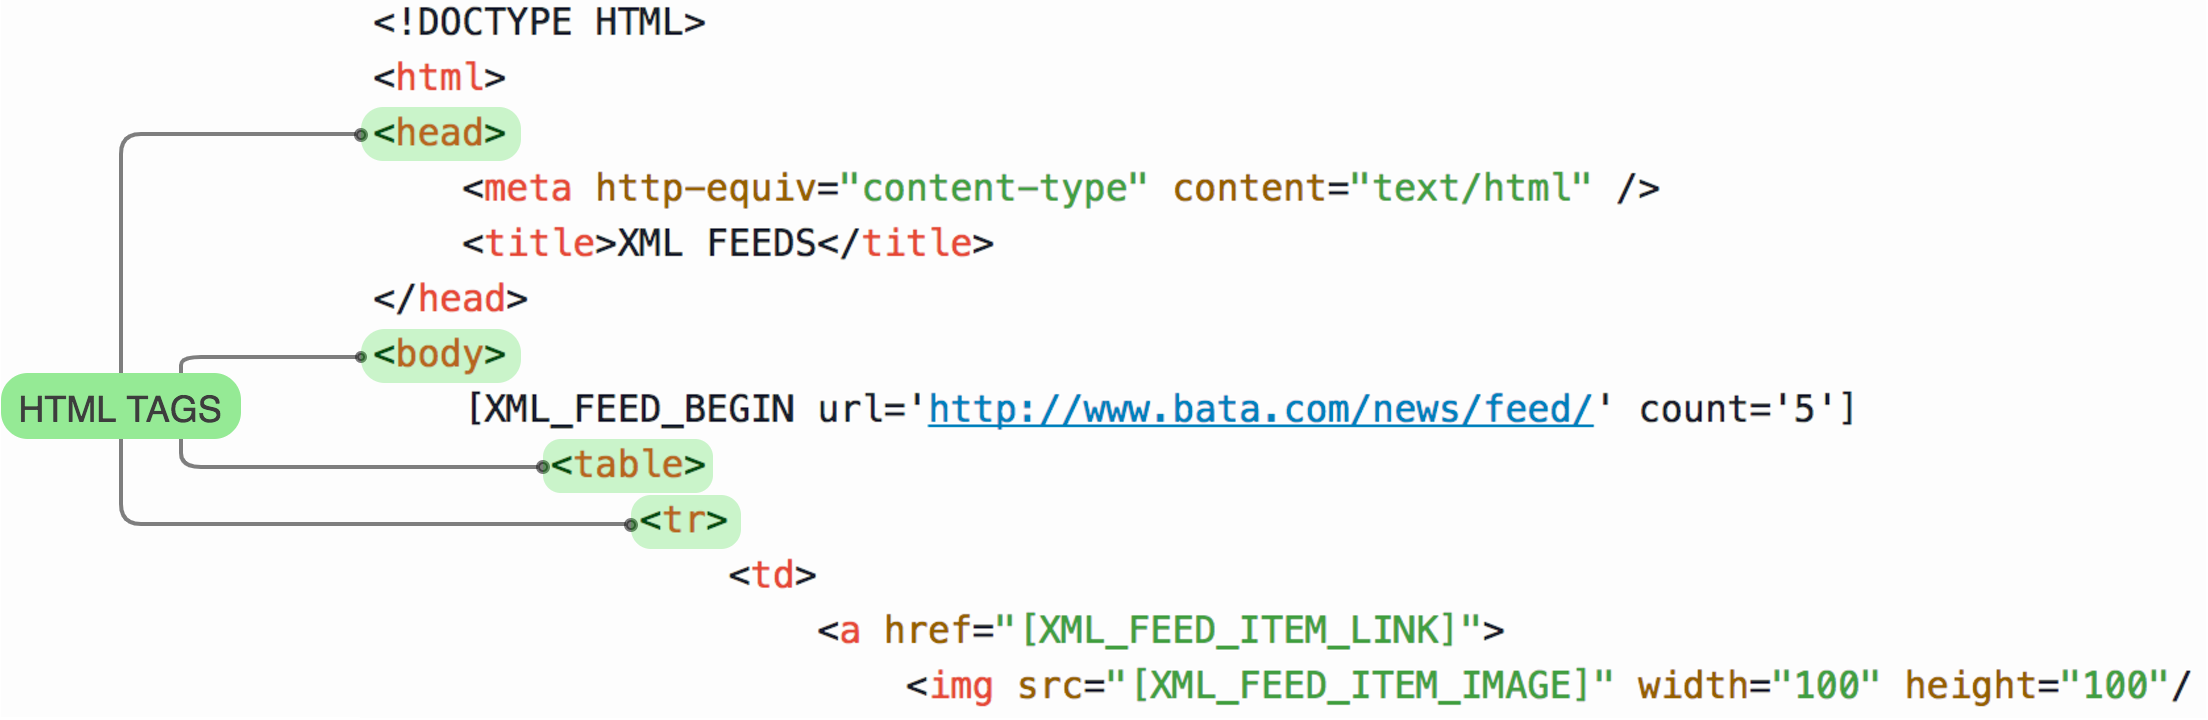 <!DOCTYPE HTML>
<html>
<head>
<meta http-equiv="content-type" content="text/html" />
<title>XML FEEDS</title>
</head>
<body>
HTML TAGS
[XML_FEED_BEGIN url='http://www.bata.com/news/feed/' count='5']
<table>
<tr>
<td>
<a href="[XML_FEED_ITEM_LINK]">
<img src="[XML_FEED_ITEM_IMAGE]" width="100" height="100"/